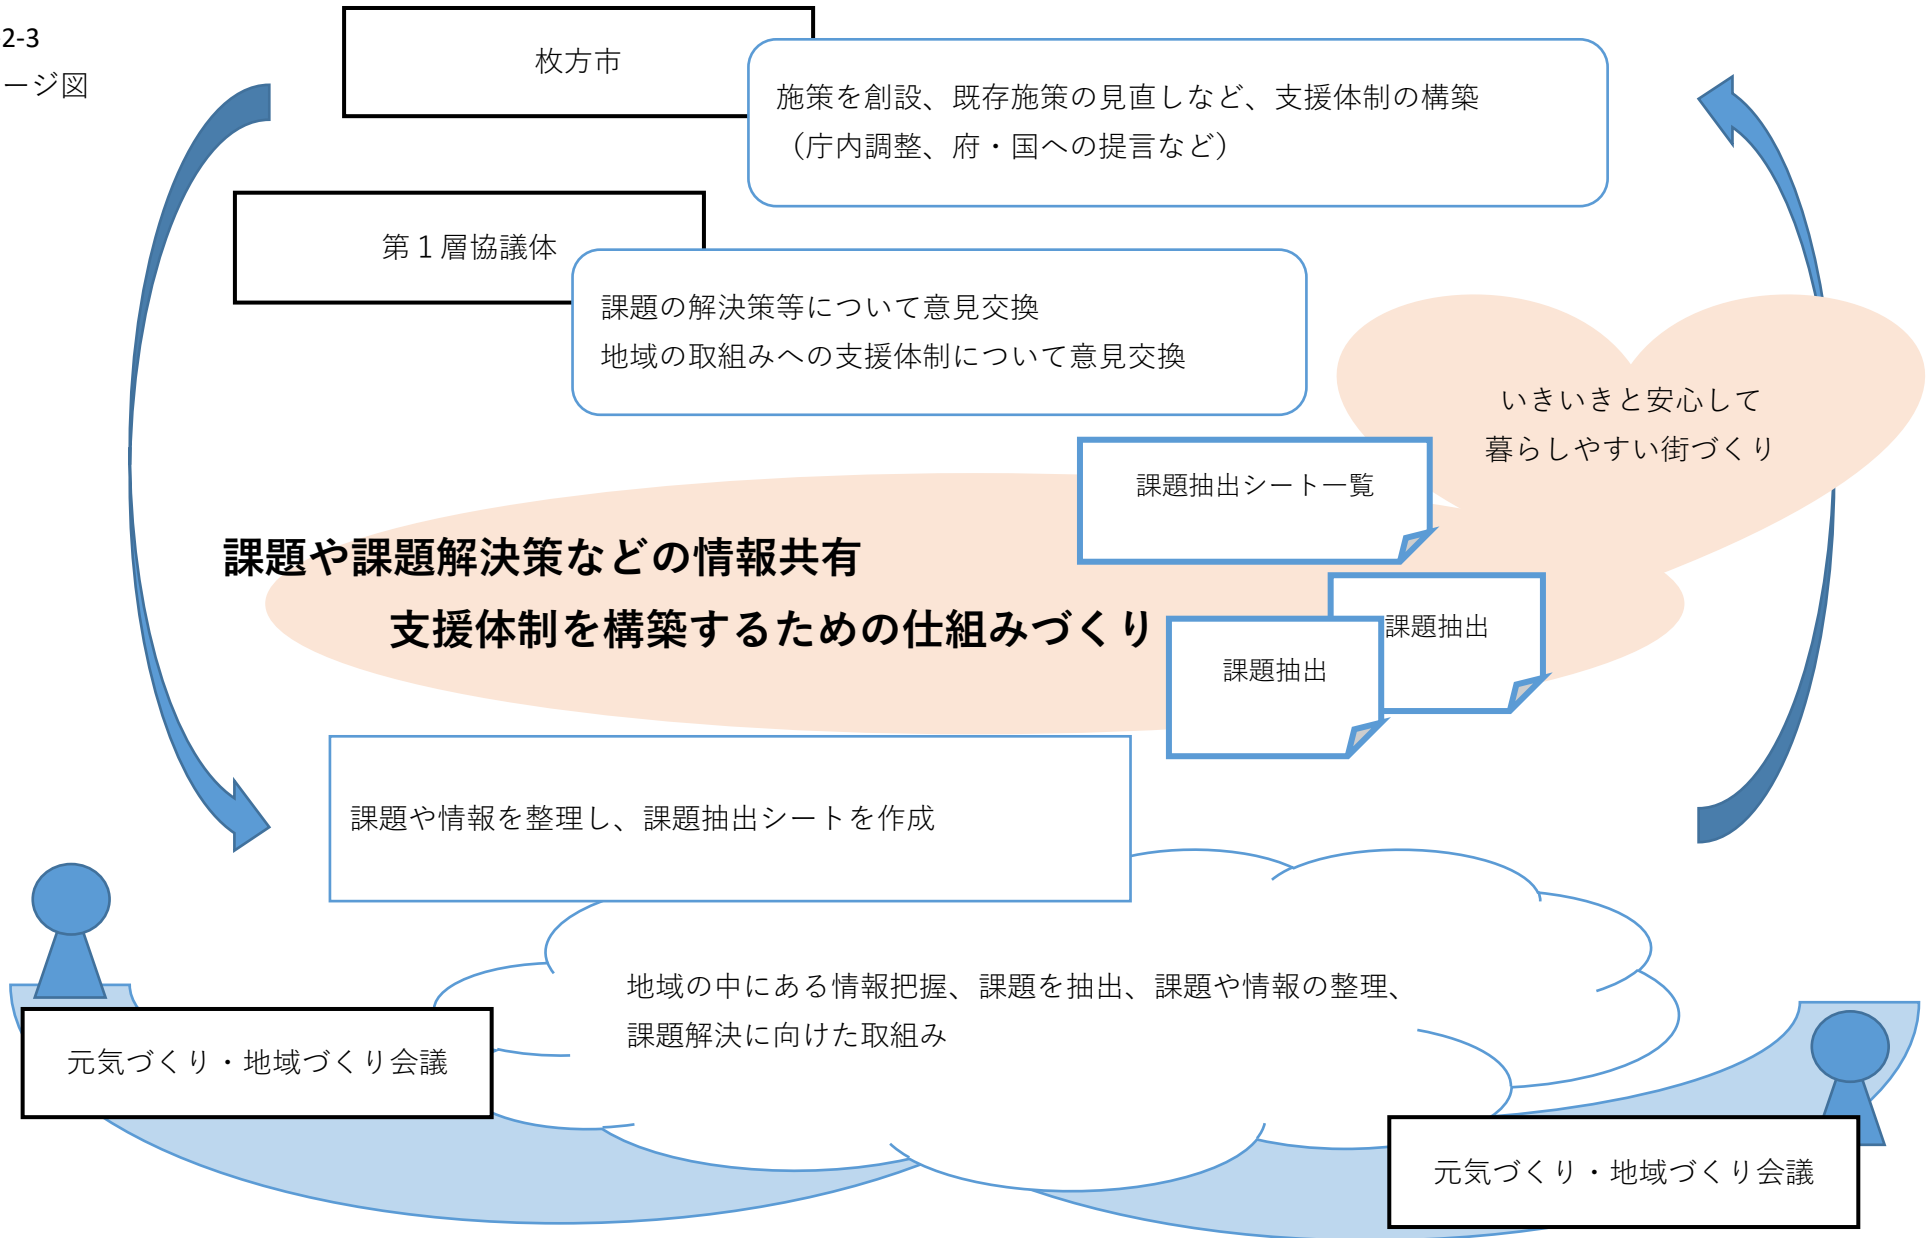 2-3
ージ図
枚方市
施策を創設、既存施策の見直しなど、支援体制の構築
（庁内調整、府・国への提言など）
第１層協議体
課題の解決策等について意見交換
地域の取組みへの支援体制について意見交換
いきいきと安心して
暮らしやすい街づくり
課題抽出シート一覧
課題や課題解決策などの情報共有
支援体制を構築するための仕組みづくり
課題抽出
課題抽出
課題や情報を整理し、課題抽出シートを作成
地域の中にある情報把握、課題を抽出、課題や情報の整理、
課題解決に向けた取組み
元気づくり・地域づくり会議
元気づくり・地域づくり会議